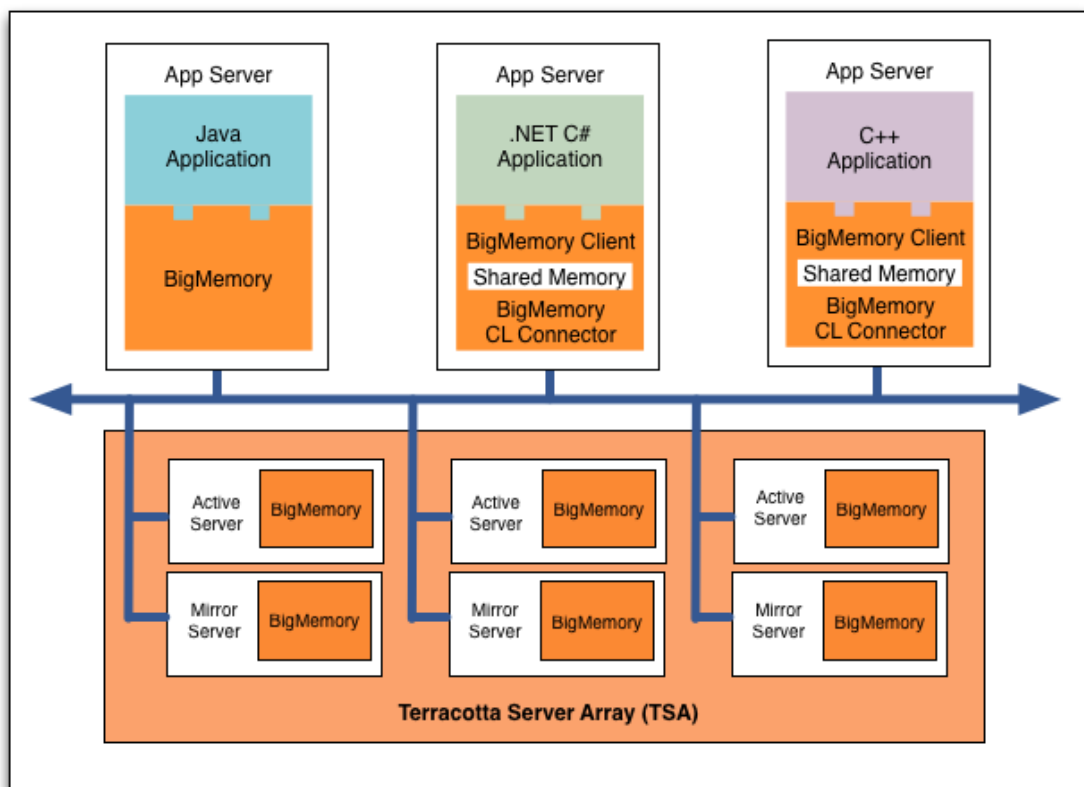 App Server
Java
Application
BigMemory
App Server
.NET C#
Application
BigMemory Client
Shared Memory
BigMemory
CL Connector
App Server
C++
Application
BigMemory Client
Shared Memory
BigMemory
CL Connector
Active
Server
BigMemory
Active
Server
BigMemory
Active
Server
BigMemory
Mirror
Server
BigMemory
Mirror
Server
BigMemory
Mirror
Server
BigMemory
Terracotta Server Array (TSA)